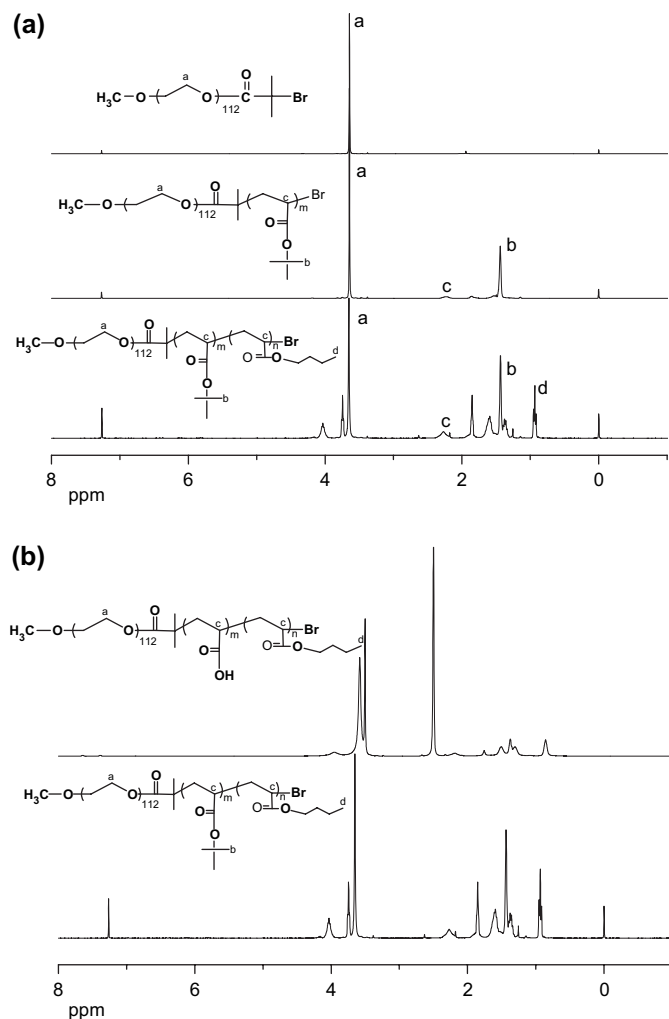 (a)
a
a
O
H₃C—O—( O )₁₁₂—C—Br
a
a
O
c
Br
H₃C—O ( O )₁₁₂ ( )m
O
O
b
b
c
a
a
O
c
c
Br
H₃C—O ( O )₁₁₂ ( )m ( )n
d
O
O
O
O
b
b
d
c
8 6 4 2 0
ppm
(b)
a
O
c
c
Br
H₃C—O ( O )₁₁₂ ( )m ( )n
d
O
O
O
OH
a
O
c
c
Br
H₃C—O ( O )₁₁₂ ( )m ( )n
d
O
O
O
O
b
8 6 4 2 0
ppm